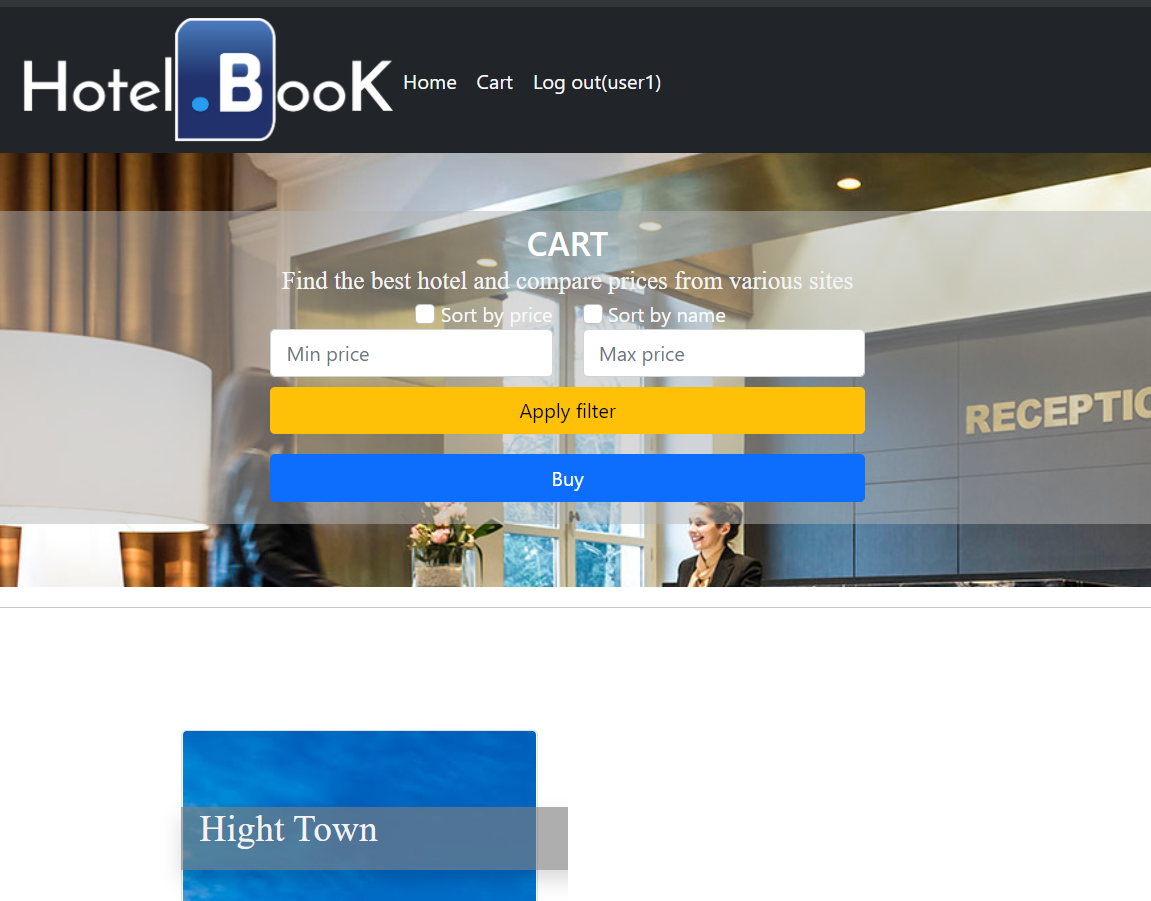 Hotel.BooK Home Cart Log out(user1)
CART
Find the best hotel and compare prices from various sites
Sort by price Sort by name
Min price Max price
Apply filter
RECEPTIO
Buy
Hight Town